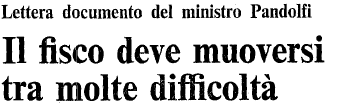 Lettera documento del ministro Pandolfi
Il fisco deve muoversi
tra molte difficoltà